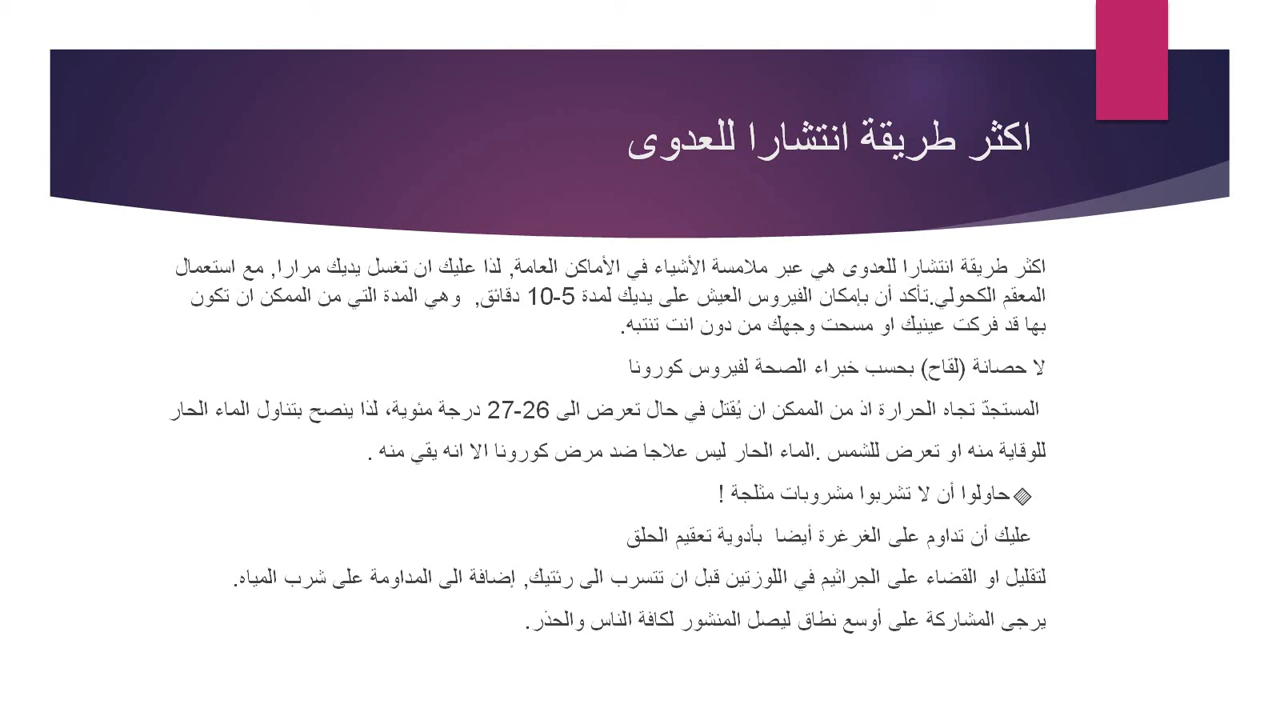 اكثر طريقة انتشارا للعدوى
اكثر طريقة انتشارا للعدوى هي عبر ملامسة الأشياء في الأماكن العامة, لذا عليك ان تغسل يديك مرارا, مع استعمال
المعقم الكحولي.تأكد أن بإمكان الفيروس العيش على يديك لمدة 5-10 دقائق, وهي المدة التي من الممكن ان تكون
بها قد فركت عينيك او مسحت وجهك من دون انت تنتبه.
لا حصانة (لقاح) بحسب خبراء الصحة لفيروس كورونا
المستجدّ تجاه الحرارة اذ من الممكن ان يُقتل في حال تعرض الى 26-27 درجة مئوية، لذا ينصح بتناول الماء الحار
للوقاية منه او تعرض للشمس .الماء الحار ليس علاجا ضد مرض كورونا الا انه يقي منه .
حاولوا أن لا تشربوا مشروبات مثلجة !
عليك أن تداوم على الغرغرة أيضا بأدوية تعقيم الحلق
لتقليل او القضاء على الجراثيم في اللوزتين قبل ان تتسرب الى رئتيك, إضافة الى المداومة على شرب المياه.
يرجى المشاركة على أوسع نطاق ليصل المنشور لكافة الناس والحذر.